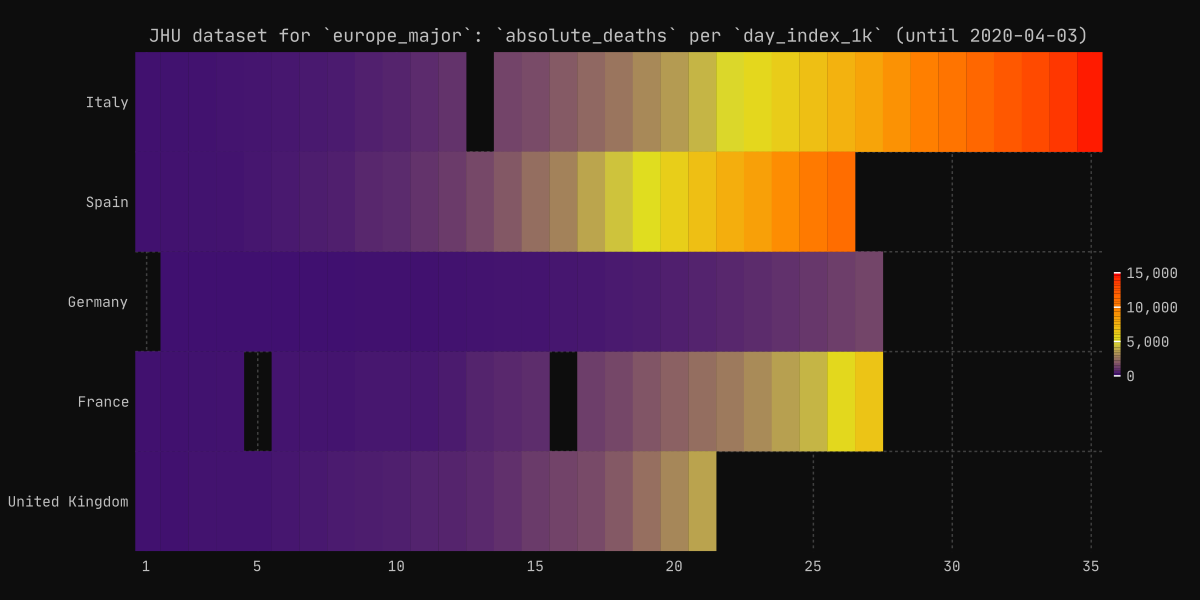 JHU dataset for `europe_major`: `absolute_deaths` per `day_index_1k` (until 2020-04-03)
Italy
Spain
Germany
France
United Kingdom
15,000
10,000
5,000
0
1 5 10 15 20 25 30 35